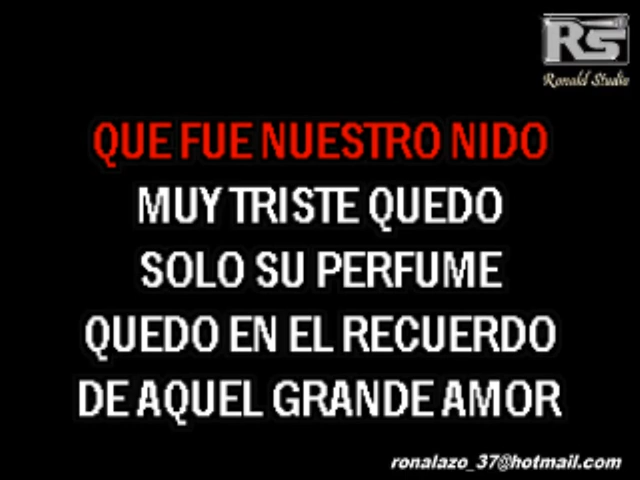 RS
Ronald Studio
QUE FUE NUESTRO NIDO
MUY TRISTE QUEDO
SOLO SU PERFUME
QUEDO EN EL RECUERDO
DE AQUEL GRANDE AMOR
ronalazo_37@hotmail.com